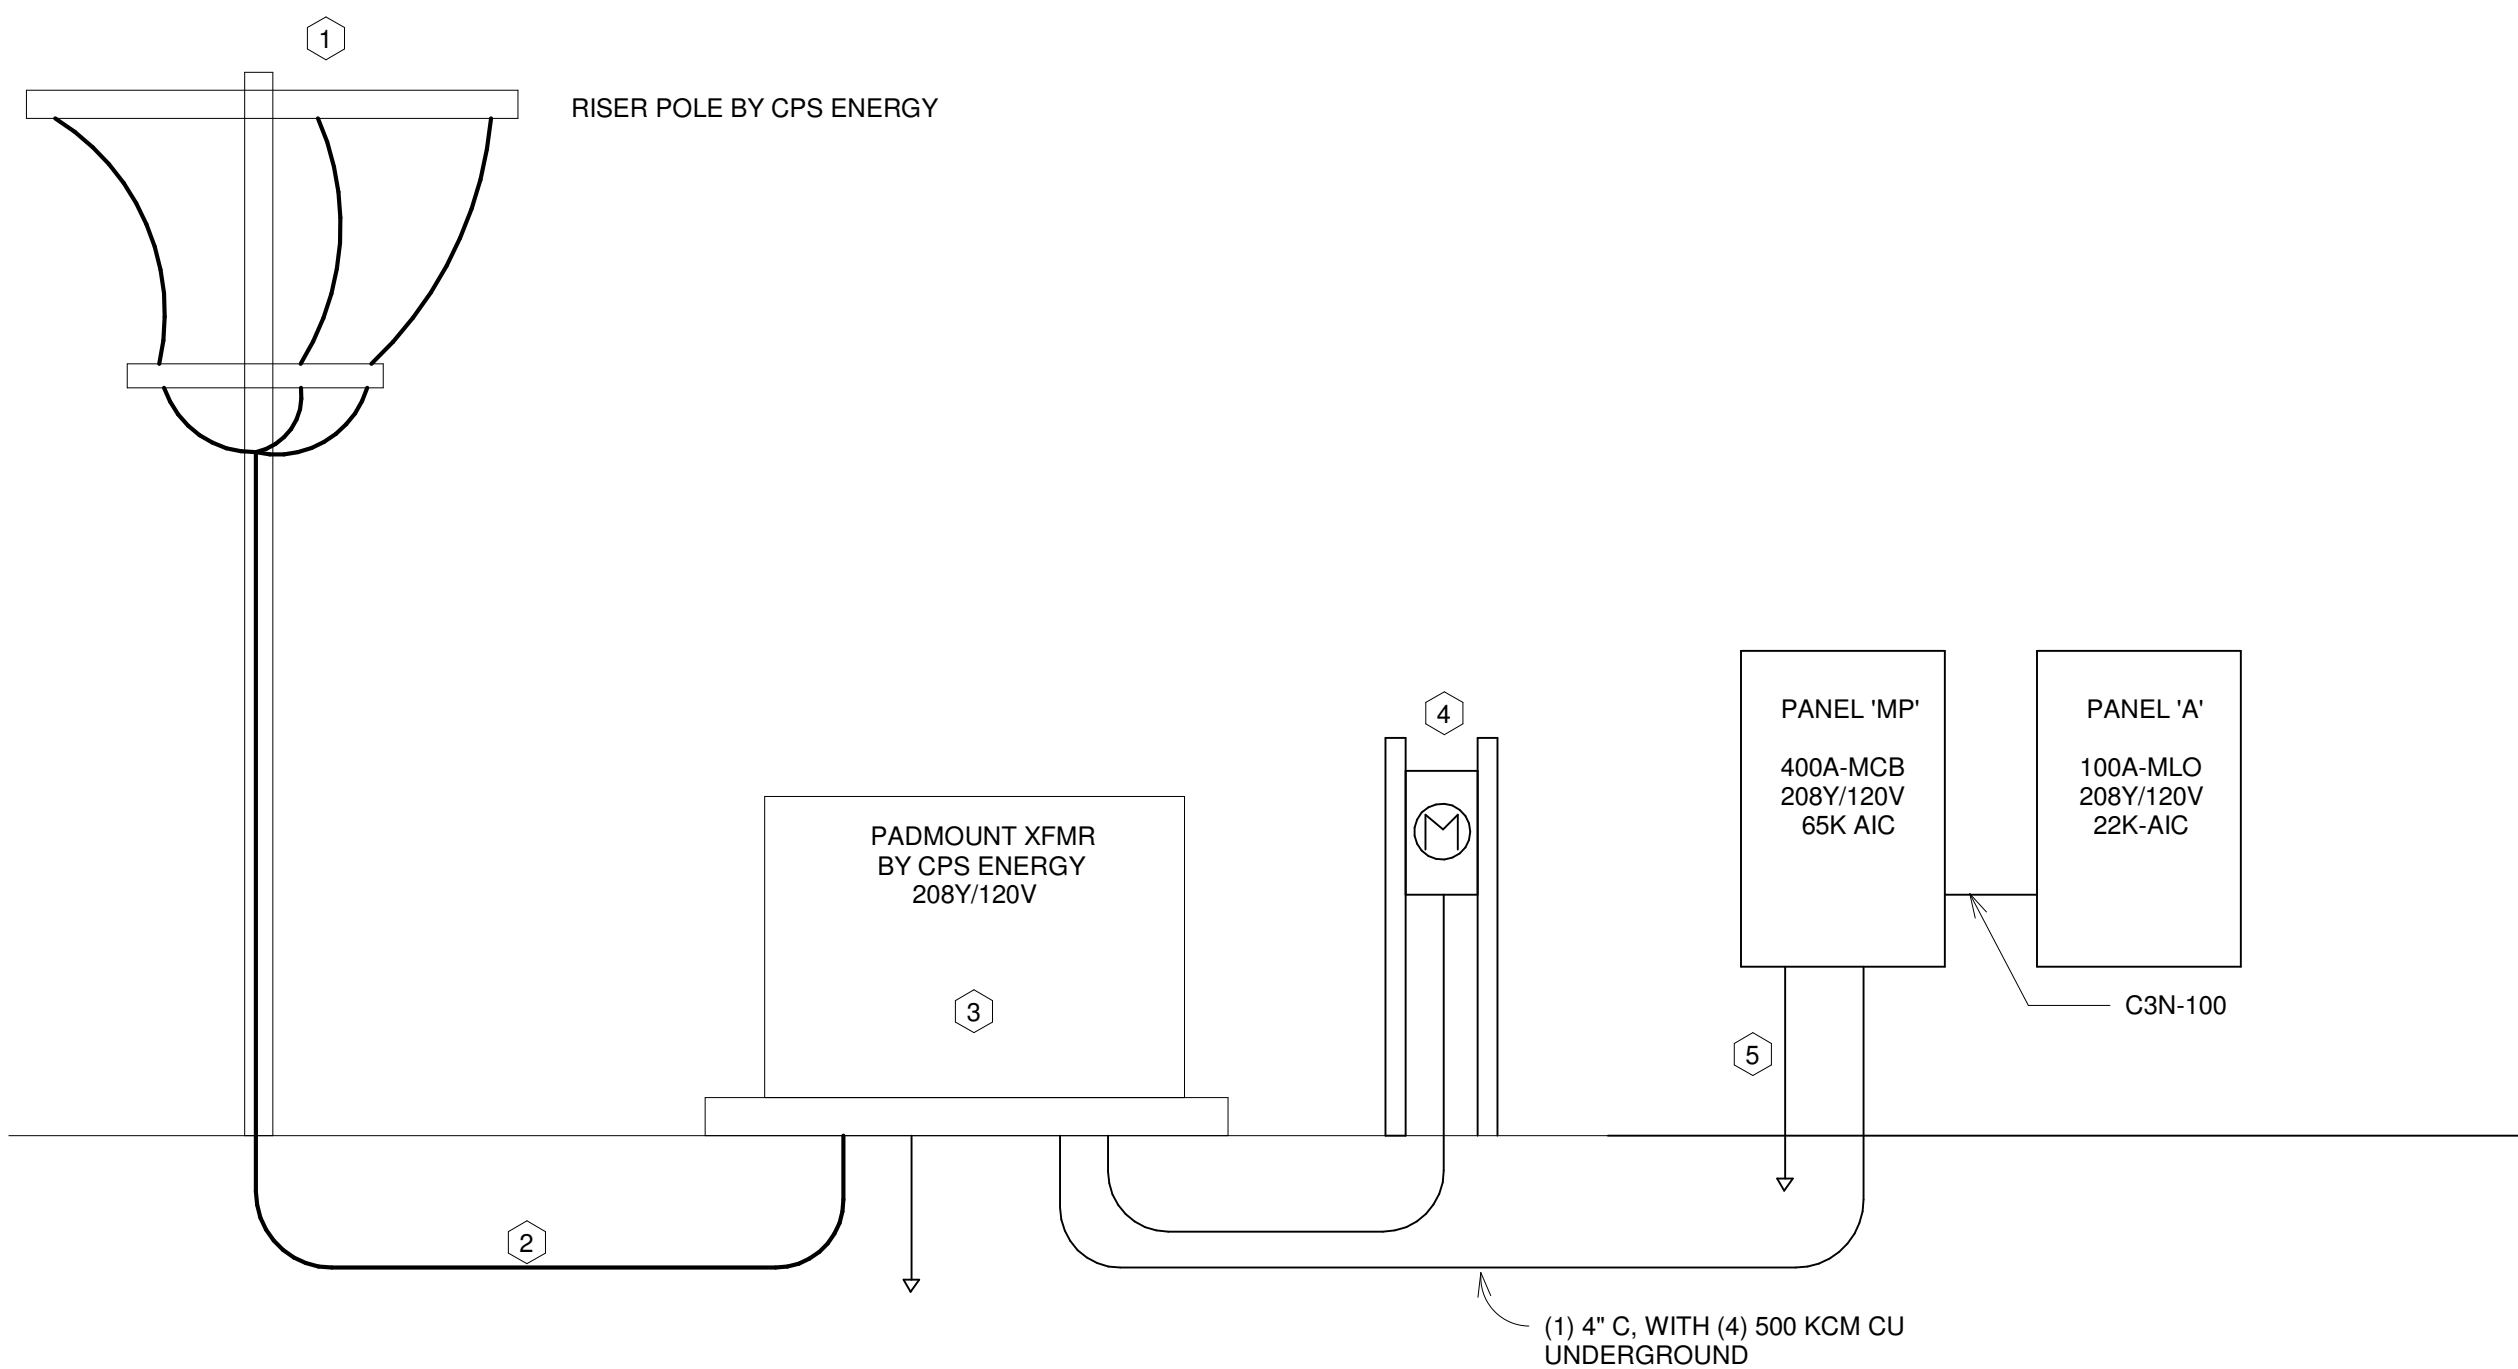 1
RISER POLE BY CPS ENERGY
PADMOUNT XFMR
BY CPS ENERGY
208Y/120V
3
2
4
M
PANEL 'MP'
400A-MCB
208Y/120V
65K AIC
PANEL 'A'
100A-MLO
208Y/120V
22K-AIC
C3N-100
5
(1) 4" C, WITH (4) 500 KCM CU
UNDERGROUND